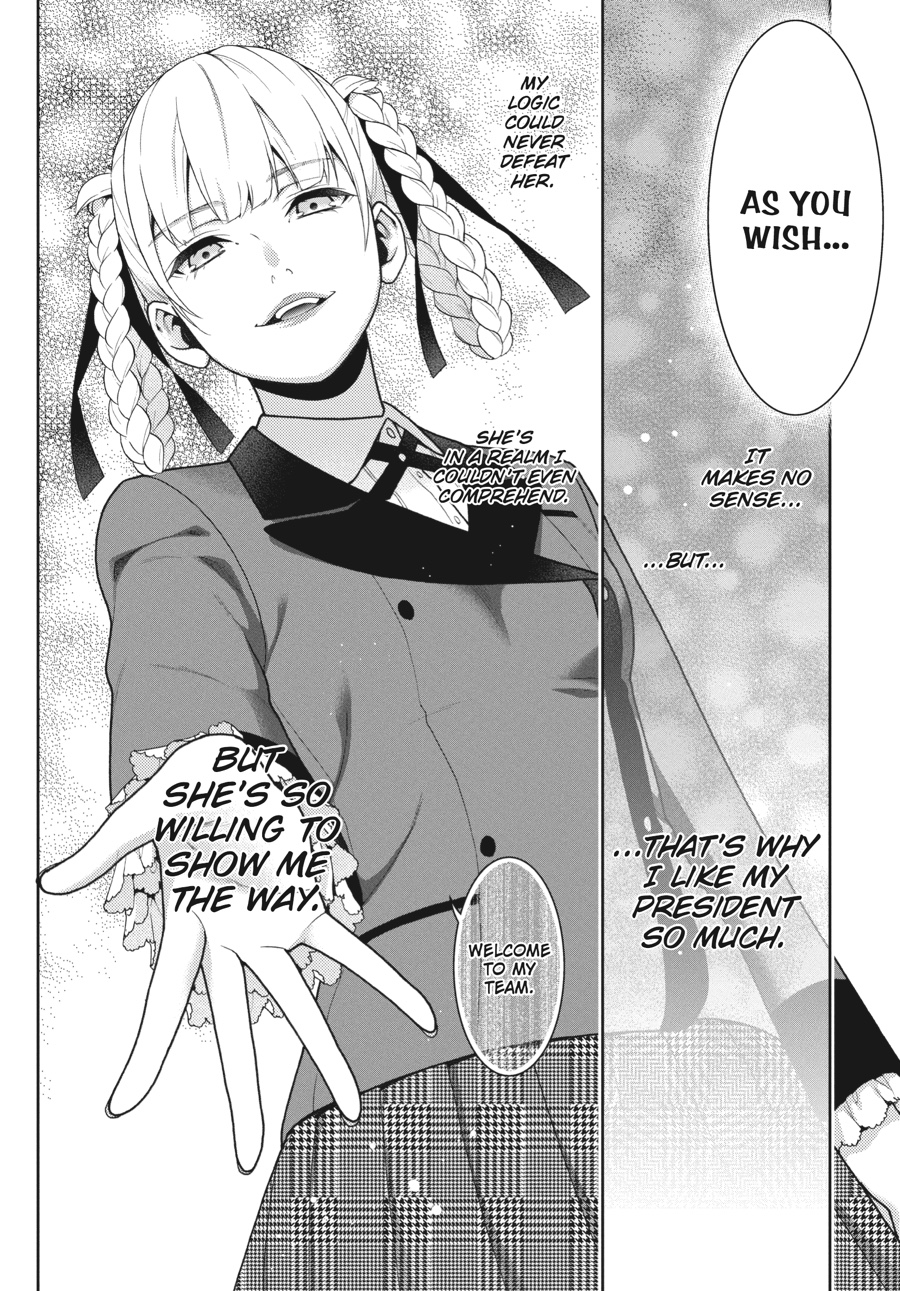 AS YOU
WISH...
IT
MAKES NO
SENSE...
...BUT...
...THAT'S WHY
I LIKE MY
PRESIDENT
SO MUCH.
MY
LOGIC
COULD
NEVER
DEFEAT
HER.
SHE'S
IN A REALM I
COULDN'T EVEN
COMPREHEND.
BUT
SHE'S SO
WILLING TO
SHOW ME
THE WAY.
WELCOME
TO MY
TEAM.